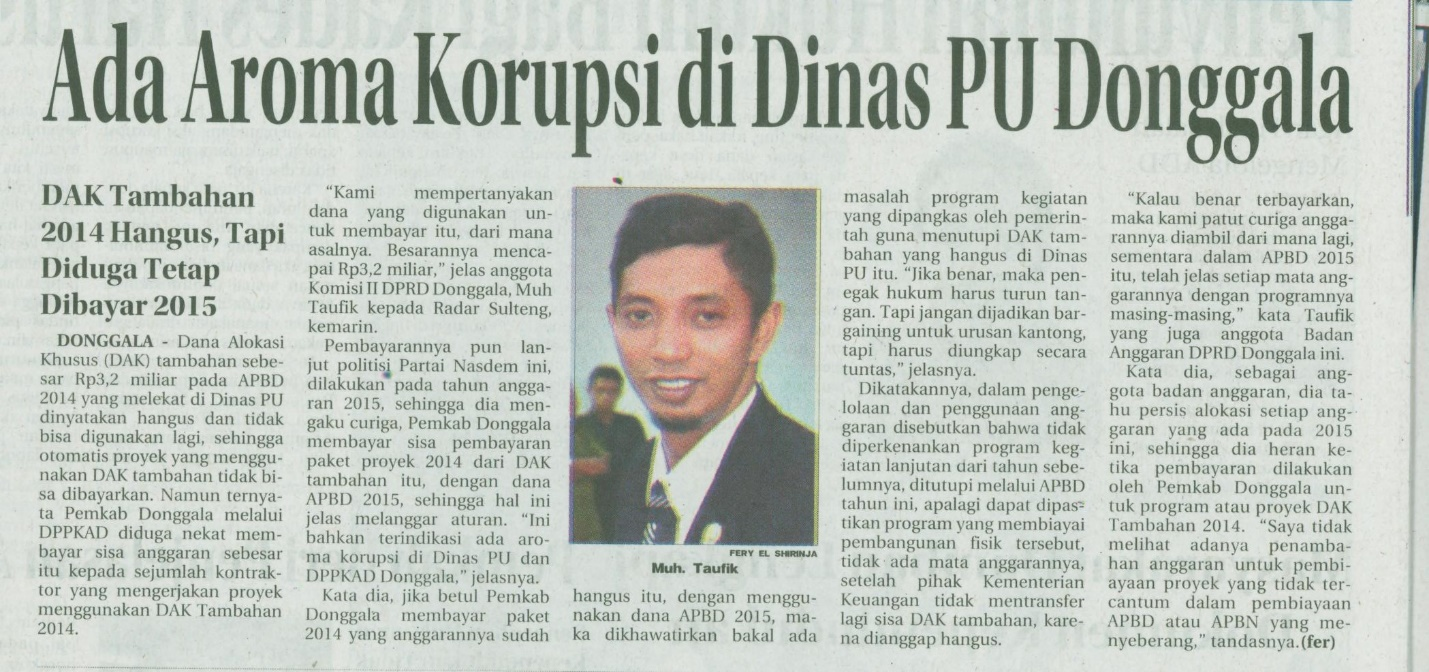 Ada Aroma Korupsi di Dinas PU Donggala
DAK Tambahan
2014 Hangus, Tapi
Diduga Tetap
Dibayar 2015
DONGGALA - Dana Alokasi
Khusus (DAK) tambahan sebe-
sar Rp3,2 miliar pada APBD
2014 yang melekat di Dinas PU
dinyatakan hangus dan tidak
bisa digunakan lagi, sehingga
otomatis proyek yang menggu-
nakan DAK tambahan tidak bi-
sa dibayarkan. Namun ternya-
ta Pemkab Donggala melalui
DPPKAD diduga nekat mem-
bayar sisa anggaran sebesar
itu kepada sejumlah kontrak-
tor yang mengerjakan proyek
menggunakan DAK Tambahan
2014.
“Kami mempertanyakan
dana yang digunakan un-
tuk membayar itu, dari mana
asalnya. Besarannya menca-
pai Rp3,2 miliar,” jelas anggota
Komisi II DPRD Donggala, Muh
Taufik kepada Radar Sulteng,
kemarin.
Pembayarannya pun lan-
jut politisi Partai Nasdem ini,
dilakukan pada tahun angga-
ran 2015, sehingga dia men-
gaku curiga, Pemkab Donggala
membayar sisa pembayaran
paket proyek 2014 dari DAK
tambahan itu, dengan dana
APBD 2015, sehingga hal ini
jelas melanggar aturan. “Ini
bahkan terindikasi ada aro-
ma korupsi di Dinas PU dan
DPPKAD Donggala,” jelasnya.
Kata dia, jika betul Pemkab
Donggala membayar paket
2014 yang anggarannya sudah
FERY EL SHIRINJA
Muh. Taufik
hangus itu, dengan menggu-
nakan dana APBD 2015, ma-
ka dikhawatirkan bakal ada
masalah program kegiatan
yang dipangkas oleh pemerin-
tah guna menutupi DAK tam-
bahan yang hangus di Dinas
PU itu. “Jika benar, maka pen-
egak hukum harus turun tan-
gan. Tapi jangan dijadikan bar-
gaining untuk urusan kantong,
tapi harus diungkap secara
tuntas,” jelasnya.
Dikatakannya, dalam penge-
lolaan dan penggunaan ang-
garan disebutkan bahwa tidak
diperkenankan program keg-
iatan lanjutan dari tahun sebe-
lumnya, ditutupi melalui APBD
tahun ini, apalagi dapat dipas-
tikan program yang membiayai
pembangunan fisik tersebut,
tidak ada mata anggarannya,
setelah pihak Kementerian
Keuangan tidak mentransfer
lagi sisa DAK tambahan, kare-
na dianggap hangus.
“Kalau benar terbayarkan,
maka kami patut curiga angga-
rannya diambil dari mana lagi,
sementara dalam APBD 2015
itu, telah jelas setiap mata ang-
garannya dengan programnya
masing-masing,” kata Taufik
yang juga anggota Badan
Anggaran DPRD Donggala ini.
Kata dia, sebagai ang-
gota badan anggaran, dia ta-
hu persis alokasi setiap ang-
garan yang ada pada 2015
ini, sehingga dia heran ke-
tika pembayaran dilakukan
oleh Pemkab Donggala un-
tuk program atau proyek DAK
Tambahan 2014. “Saya tidak
melihat adanya penamba-
han anggaran untuk pembi-
ayaan proyek yang tidak ter-
cantum dalam pembiayaan
APBD atau APBN yang me-
nyeberang,” tandasnya.(fer)